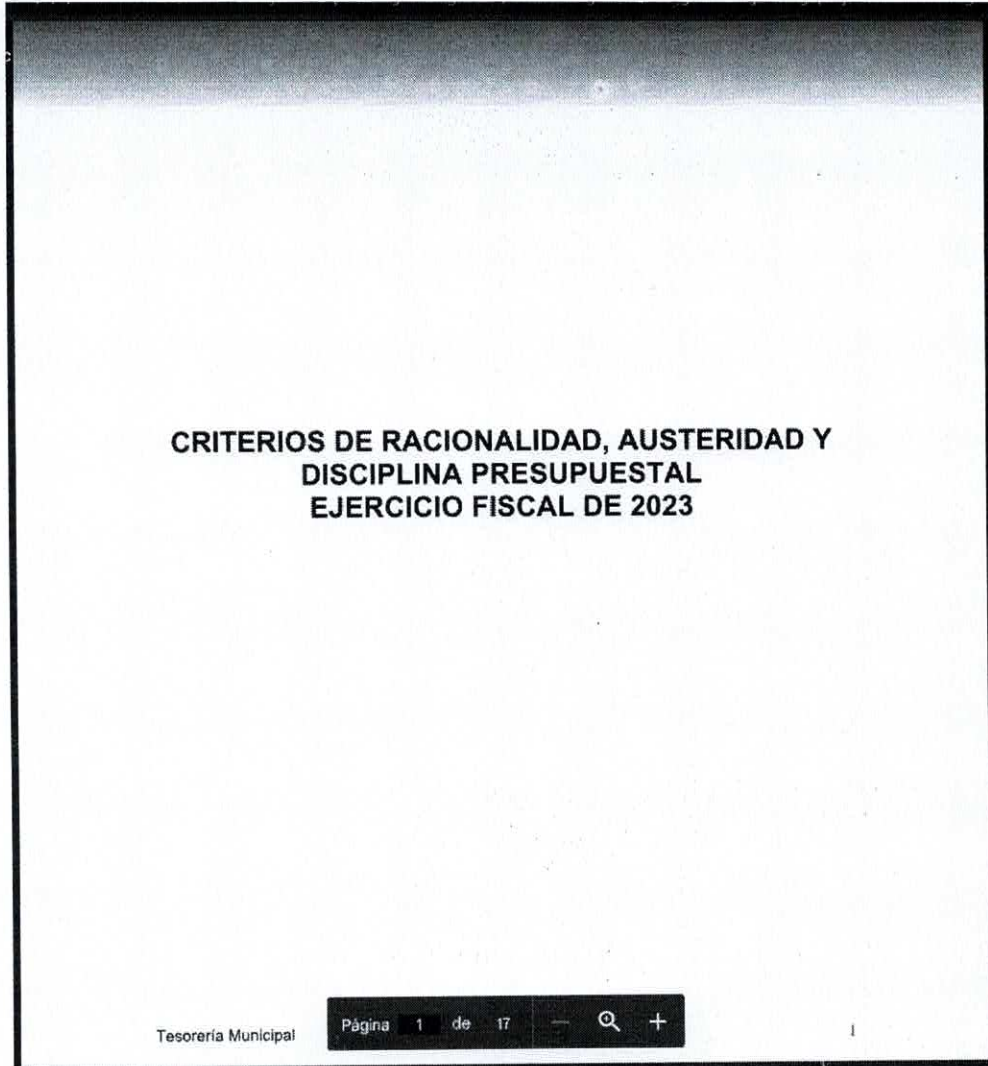 CRITERIOS DE RACIONALIDAD, AUSTERIDAD Y
DISCIPLINA PRESUPUESTAL
EJERCICIO FISCAL DE 2023
Tesorería Municipal
Página 1 de 17
1